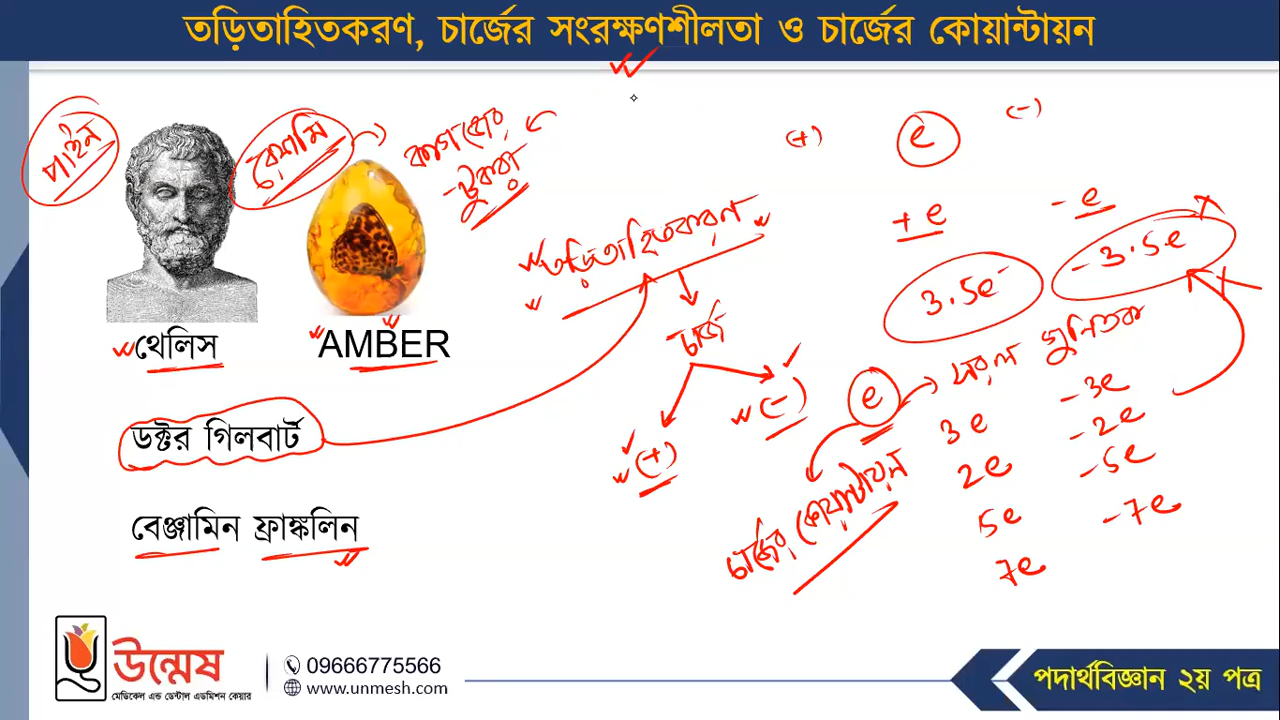 তড়িতাহিতকরণ, চার্জের সংরক্ষণশীলতা ও চার্জের কোয়ান্টায়ন
পাইন
রেশমি
কাগজের
টুকরা
(+)
e
(-)
+e
-e
তড়িতাহিতকরণ
3.5e⁻
-3.5e
থেলিস
AMBER
চার্জ
(+)
(-)
e
সরল গুনিতক
3e
-3e
2e
-2e
5e
-5e
7e
-7e
চার্জের কোয়ান্টায়ন
ডক্টর গিলবার্ট
বেঞ্জামিন ফ্রাঙ্কলিন
উন্মেষ
মেডিকেল এন্ড ডেন্টাল এডমিশন কেয়ার
09666775566
www.unmesh.com
পদার্থবিজ্ঞান ২য় পত্র